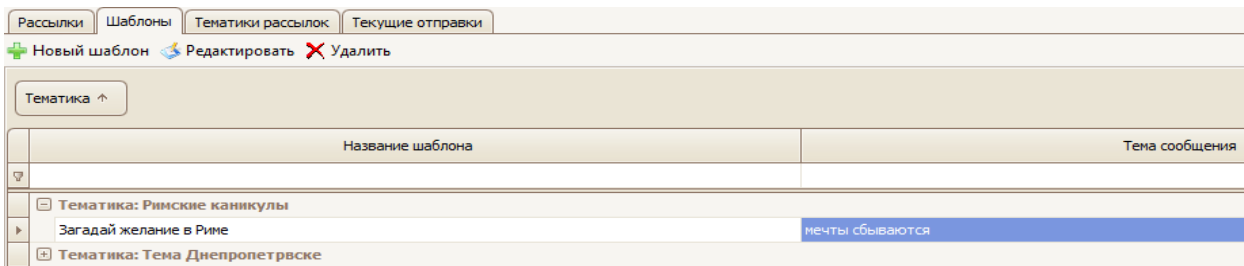 Рассылки Шаблоны Тематики рассылок Текущие отправки
Новый шаблон Редактировать Удалить
Тематика
Название шаблона Тема сообщения
Тематика: Римские каникулы
Загадай желание в Риме мечты сбываются
Тематика: Тема Днепропетрвске